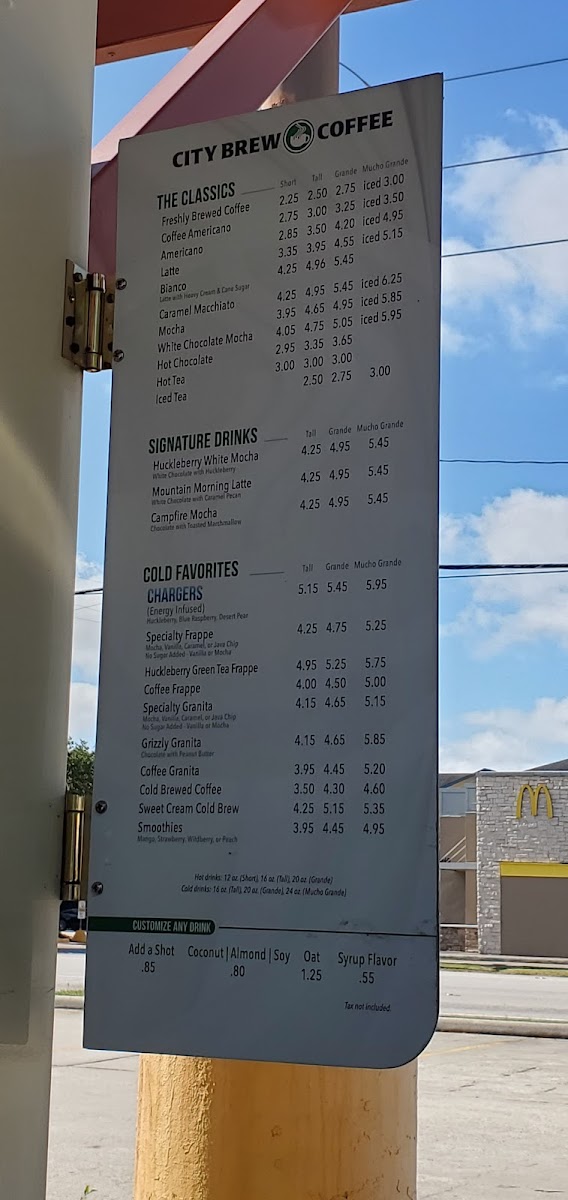 CITY BREW COFFEE
THE CLASSICS Short Tall Grande Mucho Grande
Freshly Brewed Coffee 2.25 2.50 2.75 iced 3.00
Coffee Americano 2.75 3.00 3.25 iced 3.50
Americano 2.85 3.50 4.20 iced 4.95
Latte 3.35 3.95 4.55 iced 5.15
Bianco 4.25 4.96 5.45
Latte with Heavy Cream & Cane Sugar
Caramel Macchiato 4.25 4.95 5.45 iced 6.25
Mocha 3.95 4.65 4.95 iced 5.85
White Chocolate Mocha 4.05 4.75 5.05 iced 5.95
Hot Chocolate 2.95 3.35 3.65
Hot Tea 3.00 3.00 3.00
Iced Tea 2.50 2.75 3.00
SIGNATURE DRINKS Tall Grande Mucho Grande
Huckleberry White Mocha 4.25 4.95 5.45
White Chocolate with Huckleberry
Mountain Morning Latte 4.25 4.95 5.45
White Chocolate with Caramel Pecan
Campfire Mocha 4.25 4.95 5.45
Chocolate with Toasted Marshmallow
COLD FAVORITES Tall Grande Mucho Grande
CHARGERS 5.15 5.45 5.95
(Energy Infused)
Huckleberry, Blue Raspberry, Desert Pear
Specialty Frappe 4.25 4.75 5.25
Mocha, Vanilla, Caramel, or Java Chip
No Sugar Added - Vanilla or Mocha
Huckleberry Green Tea Frappe 4.95 5.25 5.75
Coffee Frappe 4.00 4.50 5.00
Specialty Granita 4.15 4.65 5.15
Mocha, Vanilla, Caramel, or Java Chip
No Sugar Added - Vanilla or Mocha
Grizzly Granita 4.15 4.65 5.85
Chocolate with Peanut Butter
Coffee Granita 3.95 4.45 5.20
Cold Brewed Coffee 3.50 4.30 4.60
Sweet Cream Cold Brew 4.25 5.15 5.35
Smoothies 3.95 4.45 4.95
Mango, Strawberry, Wildberry, or Peach
Hot drinks: 12 oz. (Short), 16 oz. (Tall), 20 oz. (Grande)
Cold drinks: 16 oz. (Tall), 20 oz. (Grande), 24 oz. (Mucho Grande)
CUSTOMIZE ANY DRINK
Add a Shot Coconut | Almond | Soy Oat Syrup Flavor
.85 .80 1.25 .55
Tax not included.